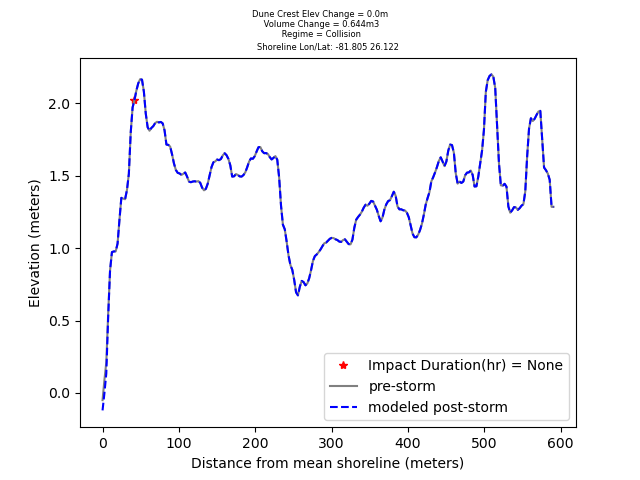 Dune Crest Elev Change = 0.0m
Volume Change = 0.644m3
Regime = Collision
Shoreline Lon/Lat: -81.805 26.122
2.0
1.5
1.0
0.5
0.0
Elevation (meters)
Impact Duration(hr) = None
pre-storm
modeled post-storm
0
100
200
300
400
500
600
Distance from mean shoreline (meters)